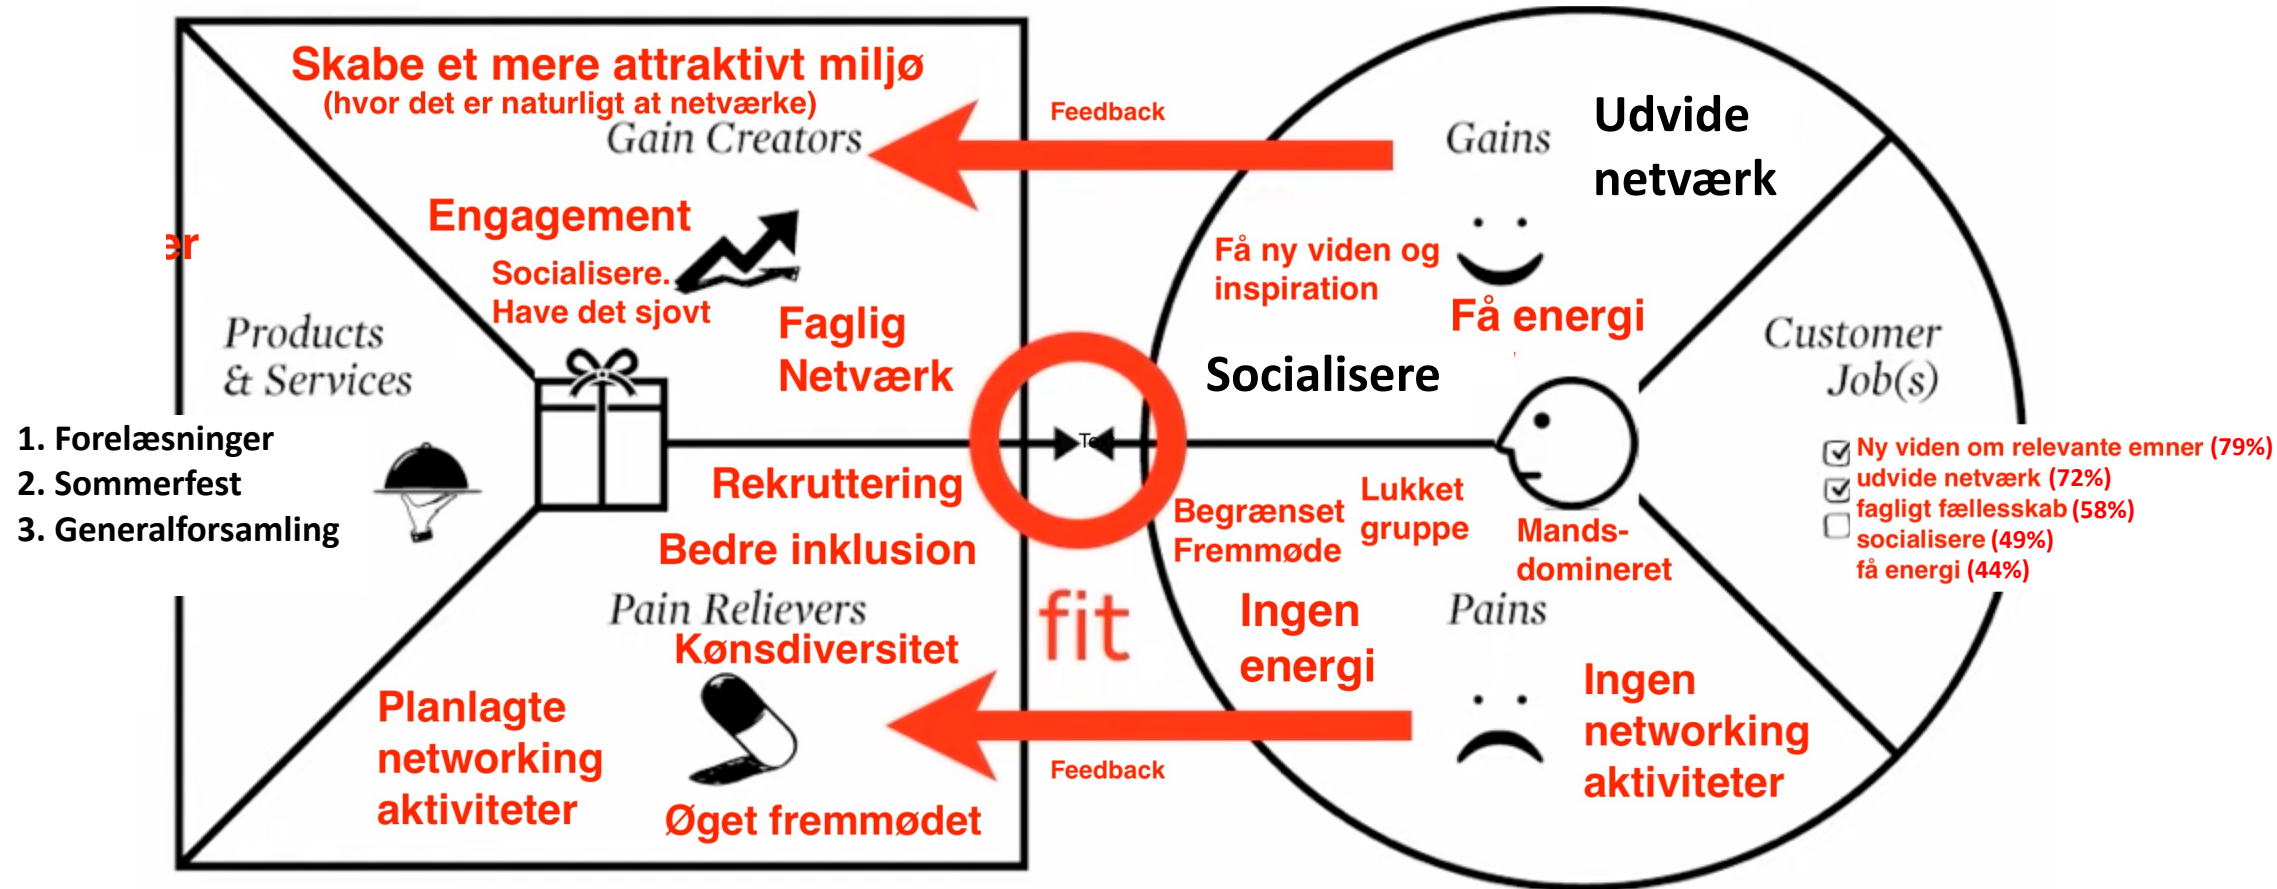 Skabe et mere attraktivt miljø
(hvor det er naturligt at netværke)
Gain Creators
Engagement
Socialisere.
Have det sjovt
Faglig
Netværk
er
Products
& Services
1. Forelæsninger
2. Sommerfest
3. Generalforsamling
Rekruttering
Bedre inklusion
Pain Relievers
Kønsdiversitet
Planlagte
networking
aktiviteter
Øget fremmødet
Feedback
fit
Feedback
Gains
Udvide
netværk
Få ny viden og
inspiration
Få energi
Socialisere
Customer
Job(s)
Ny viden om relevante emner (79%)
udvide netværk (72%)
fagligt fællesskab (58%)
socialisere (49%)
få energi (44%)
Begrænset
Fremmøde
Lukket
gruppe
Mands-
domineret
Ingen
energi
Pains
Ingen
networking
aktiviteter